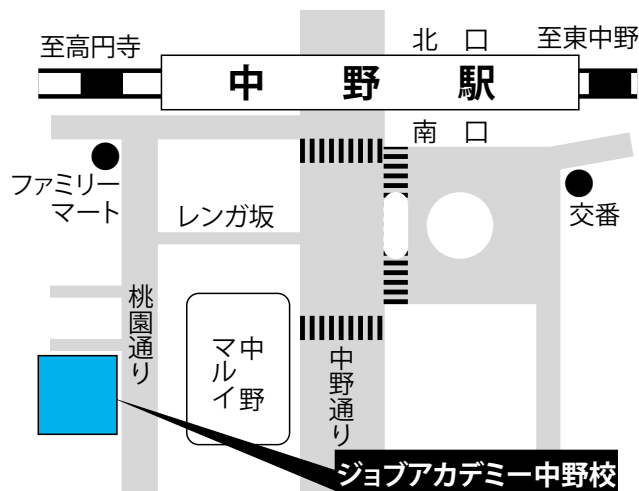 北 口
至高円寺
至東中野
中 野 駅
南 口
ファミリー
マート
レンガ坂
交番
桃園通り
中野
マルイ
中野通り
ジョブアカデミー中野校